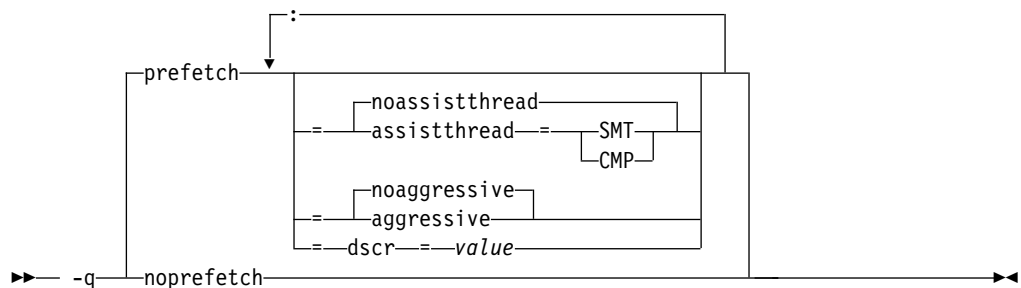 :
prefetch
noassistthread
= assistthread = SMT
CMP
noaggressive
= aggressive
= dscr = value
-q noprefetch